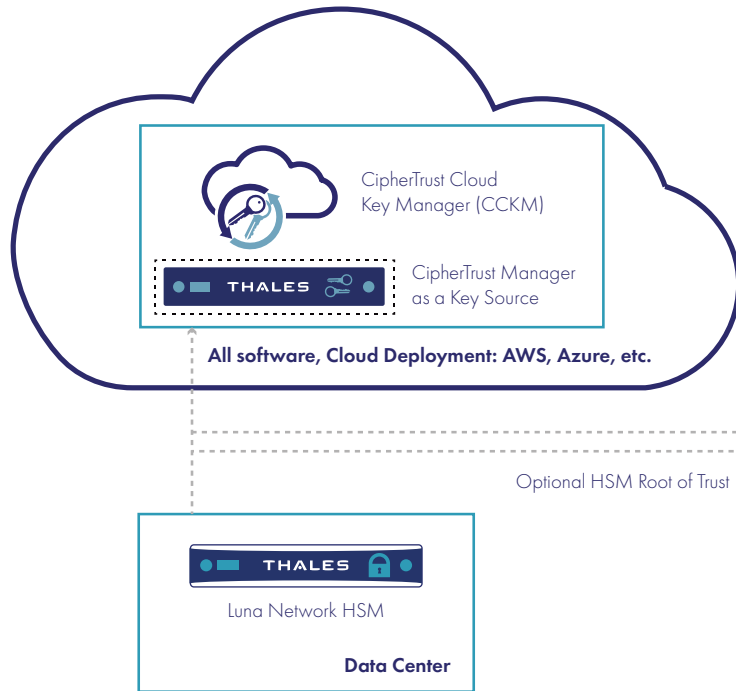 CipherTrust Cloud
Key Manager (CCKM)
THALES
CipherTrust Manager
as a Key Source
All software, Cloud Deployment: AWS, Azure, etc.
Optional HSM Root of Trust
THALES
Luna Network HSM
Data Center